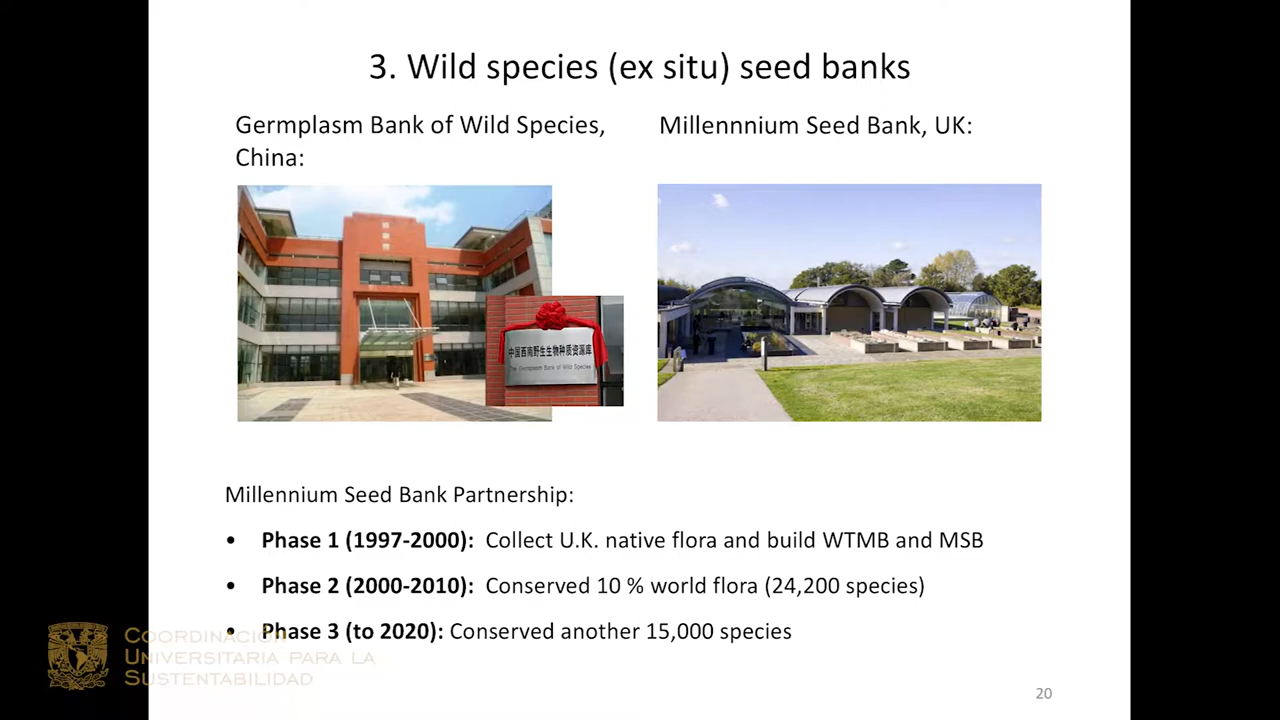 3. Wild species (ex situ) seed banks
Germplasm Bank of Wild Species,
China:
Millennnium Seed Bank, UK:
中国西南野生生物种质资源库
The Germplasm Bank of Wild Species
Millennium Seed Bank Partnership:
• Phase 1 (1997-2000): Collect U.K. native flora and build WTMB and MSB
• Phase 2 (2000-2010): Conserved 10 % world flora (24,200 species)
• Phase 3 (to 2020): Conserved another 15,000 species
COORDINACIÓN
UNIVERSITARIA PARA LA
SUSTENTABILIDAD
20